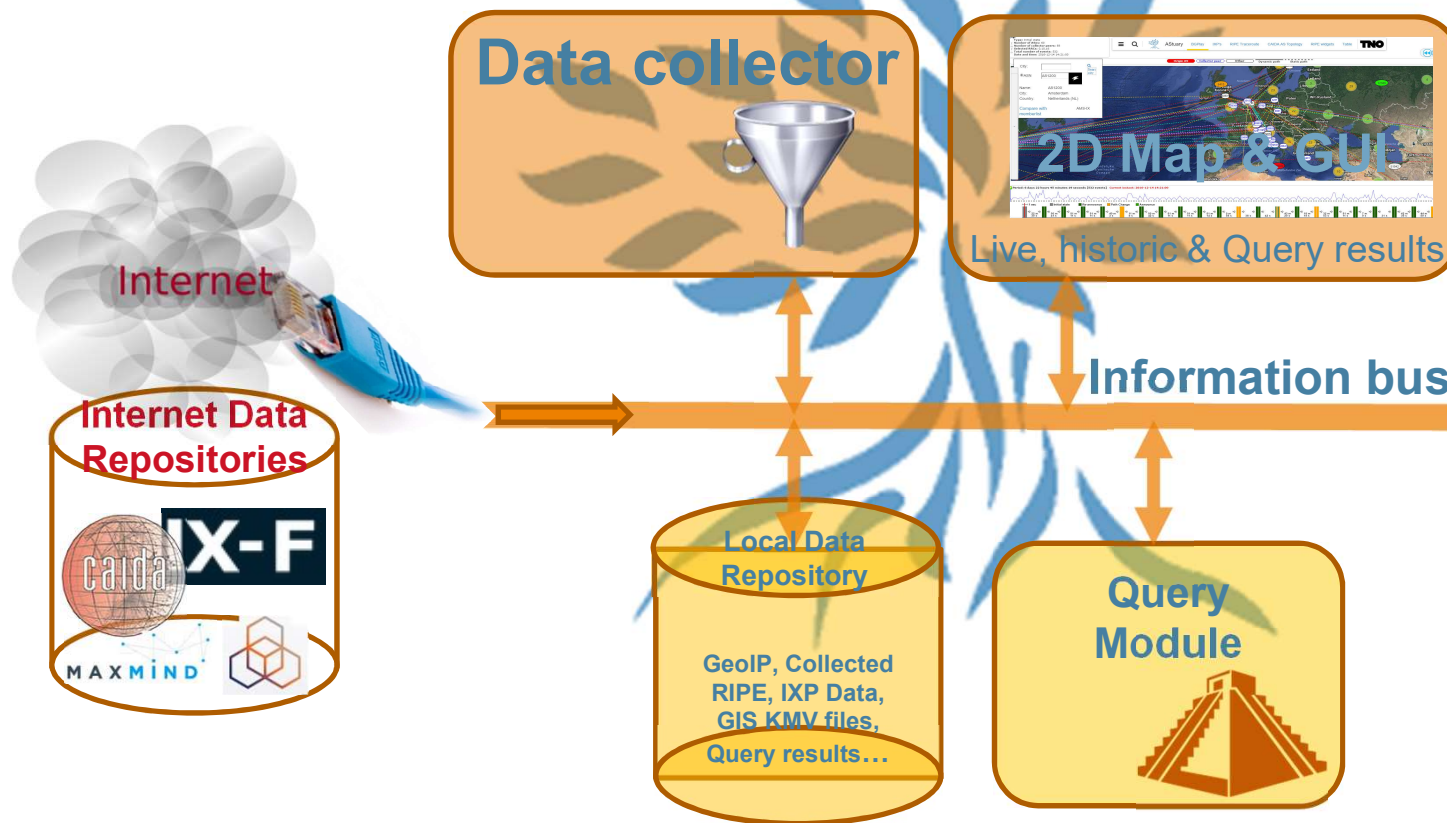 Data collector
AStuary
TNO
2D Map & GUI
Live, historic & Query results
Internet
Information bus
Internet Data
Repositories
caida
IX-F
MAXMIND
Local Data
Repository
GeoIP, Collected
RIPE, IXP Data,
GIS KMV files,
Query results...
Query
Module